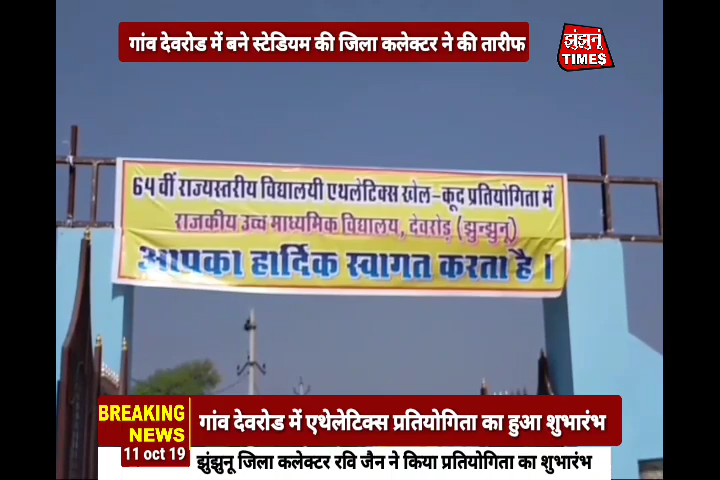 गांव देवरोड में बने स्टेडियम की जिला कलेक्टर ने की तारीफ
झुंझुनूं
TIMES
64 वीं राज्यस्तरीय विद्यालयी एथलेटिक्स खेल-कूद प्रतियोगिता में
राजकीय उच्च माध्यमिक विद्यालय, देवरोड़ (झुन्झुनू)
आपका हार्दिक स्वागत करता है।
BREAKING
NEWS
11 oct 19
गांव देवरोड में एथेलेटिक्स प्रतियोगिता का हुआ शुभारंभ
झुंझुनू जिला कलेक्टर रवि जैन ने किया प्रतियोगिता का शुभारंभ